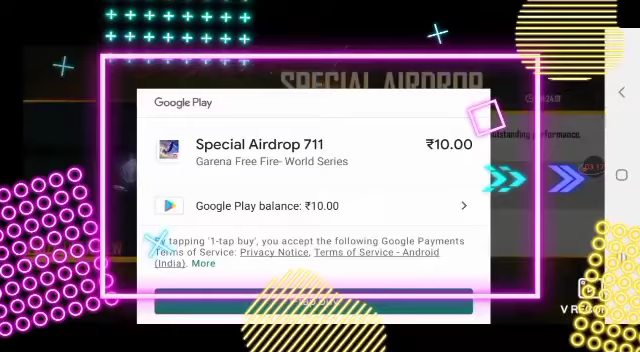 SPECIAL AIRDROP
Google Play
Special Airdrop 711
₹10.00
Garena Free Fire- World Series
outstanding performance.
Google Play balance: ₹10.00
By tapping '1-tap buy', you accept the following Google Payments
Terms of Service: Privacy Notice, Terms of Service - Android
(India). More